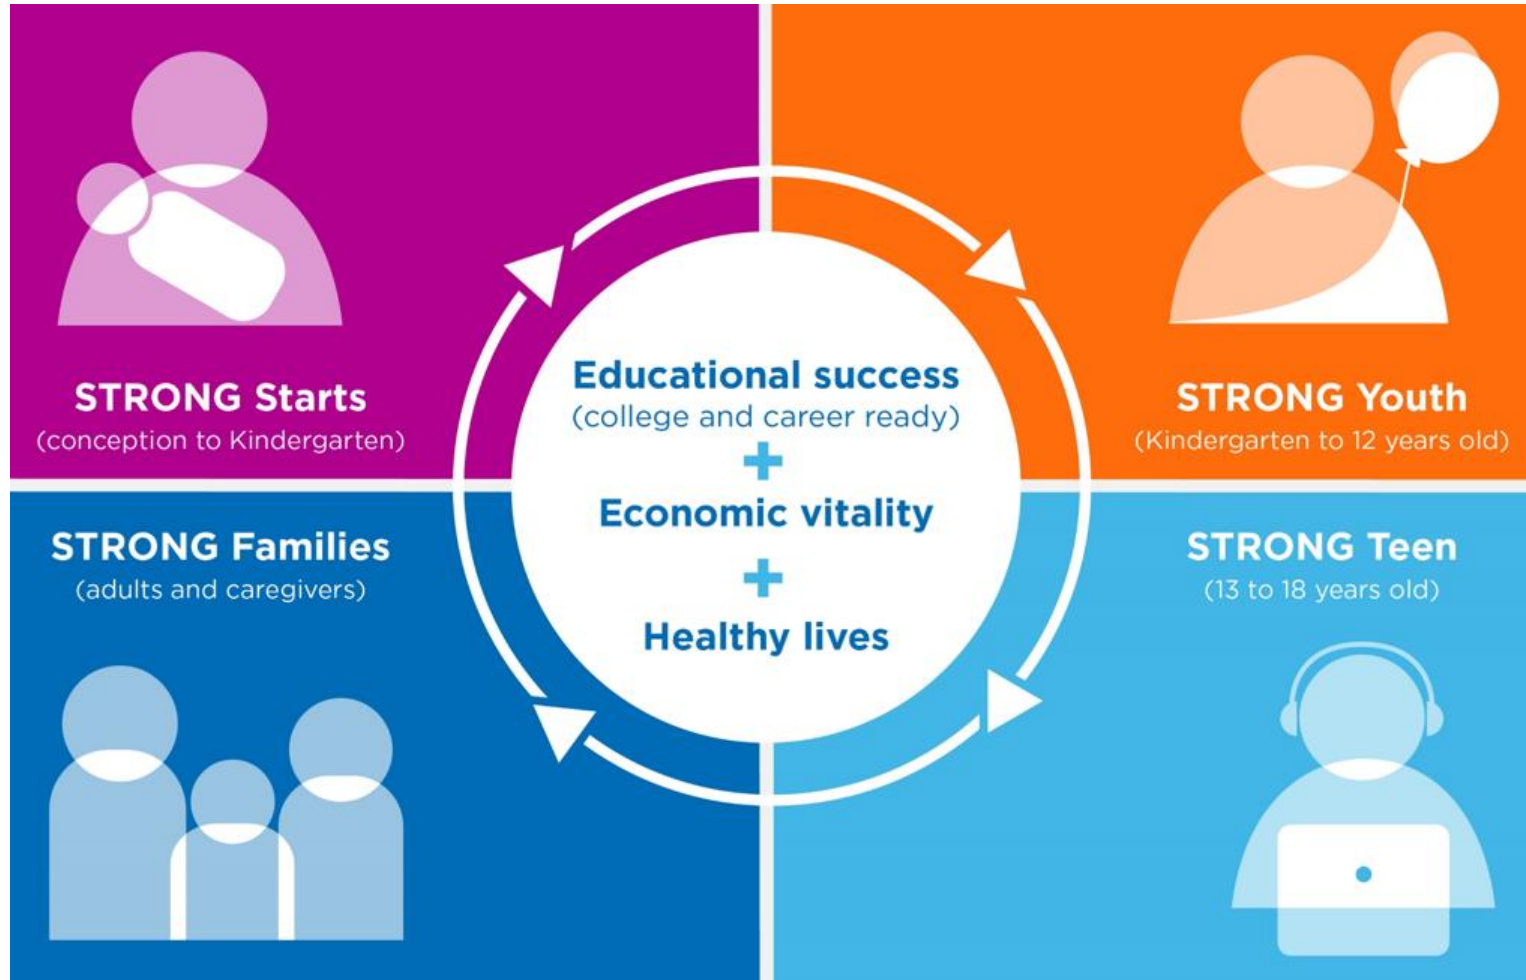 STRONG Starts
(conception to Kindergarten)
STRONG Youth
(Kindergarten to 12 years old)
Educational success
(college and career ready)
+
Economic vitality
+
Healthy lives
STRONG Families
(adults and caregivers)
STRONG Teen
(13 to 18 years old)